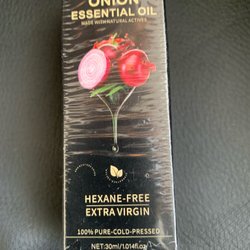 ONION
ESSENTIAL OIL
MADE WITH NATURAL ACTIVES
HEXANE-FREE
EXTRA VIRGIN
100% PURE-COLD-PRESSED
NET:30ml/1.014fl.oz